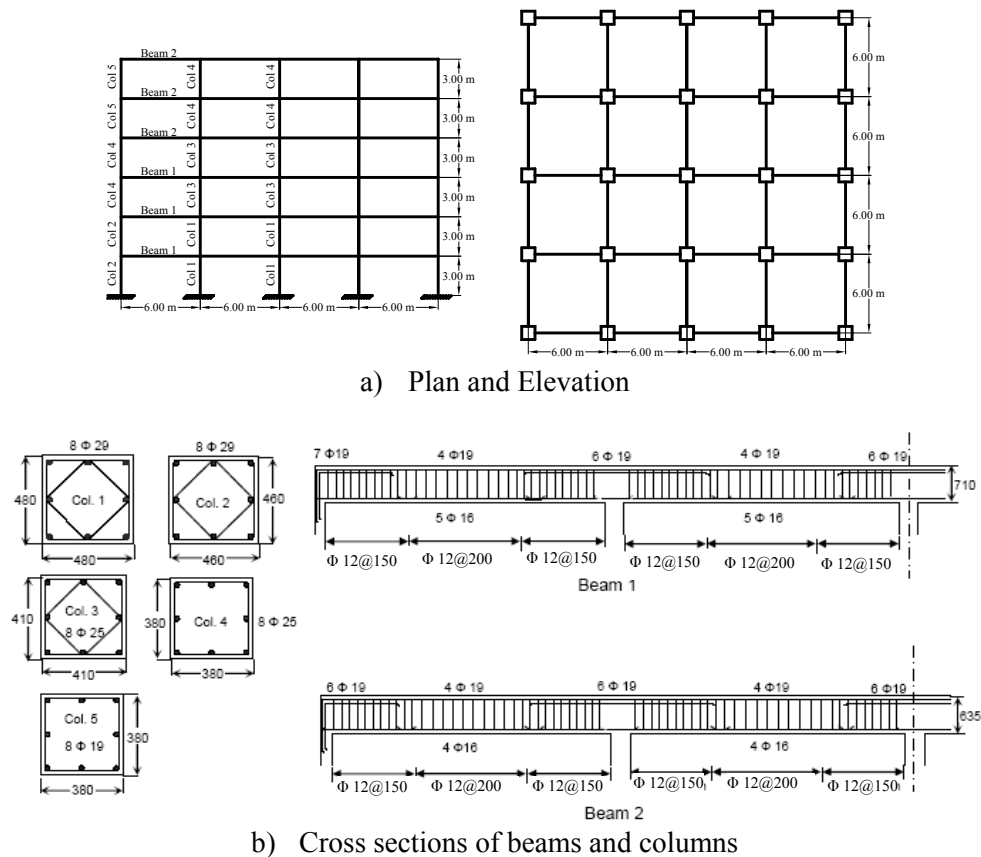 Beam 2
Col 5 Col 4 Col 4 3.00 m
Beam 2
Col 5 Col 4 Col 4 3.00 m
Beam 2
Col 4 Col 3 Col 3 3.00 m
Beam 1
Col 4 Col 3 Col 3 3.00 m
Beam 1
Col 2 Col 1 Col 1 3.00 m
Beam 1
Col 2 Col 1 Col 1 3.00 m
6.00 m 6.00 m 6.00 m 6.00 m
6.00 m
6.00 m
6.00 m
6.00 m
6.00 m 6.00 m 6.00 m 6.00 m
a) Plan and Elevation
8 Φ 29
480 Col. 1
480
8 Φ 29
Col. 2 460
460
410 Col. 3
8 Φ 25
410
380 Col. 4 8 Φ 25
380
Col. 5
8 Φ 19 380
380
7 Φ19 4 Φ19 6 Φ 19 4 Φ19 6 Φ 19
710
5 Φ 16 5 Φ 16
Φ 12@150 Φ 12@200 Φ 12@150 Φ 12@150 Φ 12@200 Φ 12@150
Beam 1
6 Φ 19 4 Φ 19 6 Φ 19 4 Φ19 6 Φ19
635
4 Φ16 4 Φ 16
Φ 12@150 Φ 12@200 Φ 12@150 Φ 12@150 Φ 12@200 Φ 12@150
Beam 2
b) Cross sections of beams and columns